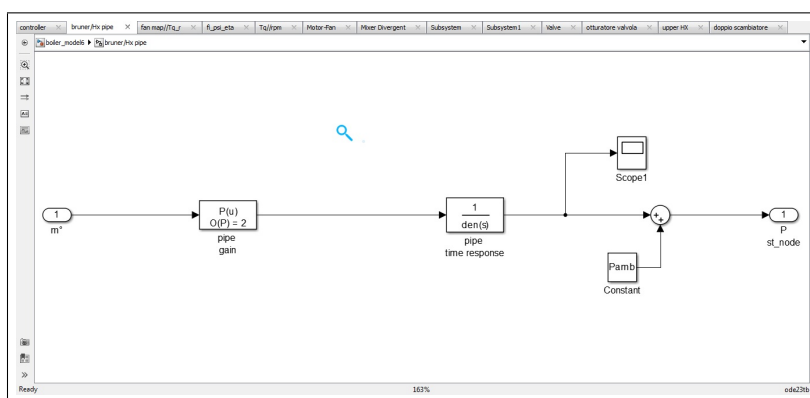 controller bruner/Hx pipe fan map//Tq_r fl_psi_eta Tq//rpm Motor-Fan Mixer Divergent Subsystem Subsystem1 Valve otturatore valvola upper HX doppio scambiatore
boiler_model6 bruner/Hx pipe
Scope1
1
m°
P(u)
O(P) = 2
pipe
gain
1
den(s)
pipe
time response
+
+
1
P
st_node
Pamb
Constant
Ready 163% ode23tb